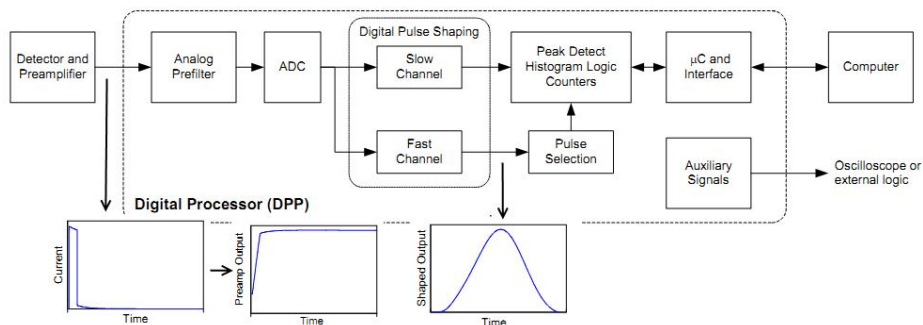 Digital Pulse Shaping
Detector and
Preamplifier
Analog
Prefilter
ADC
Slow
Channel
Peak Detect
Histogram Logic
Counters
µC and
Interface
Computer
Fast
Channel
Pulse
Selection
Auxiliary
Signals
Oscilloscope or
external logic
Digital Processor (DPP)
Current
Time
Preamp Output
Time
Shaped Output
Time